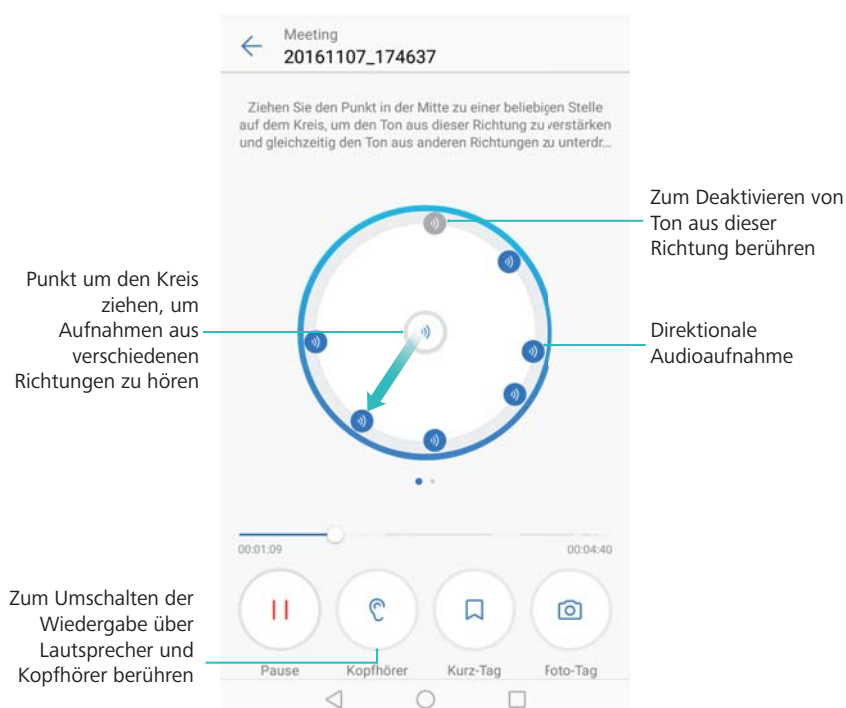 Meeting
20161107_174637
Ziehen Sie den Punkt in der Mitte zu einer beliebigen Stelle
auf dem Kreis, um den Ton aus dieser Richtung zu verstärken
und gleichzeitig den Ton aus anderen Richtungen zu unterdr...
Zum Deaktivieren von
Ton aus dieser
Richtung berühren
Punkt um den Kreis
ziehen, um
Aufnahmen aus
verschiedenen
Richtungen zu hören
Direktionale
Audioaufnahme
00:01:09
00:04:40
Zum Umschalten der
Wiedergabe über
Lautsprecher und
Kopfhörer berühren
Pause
Kopfhörer
Kurz-Tag
Foto-Tag